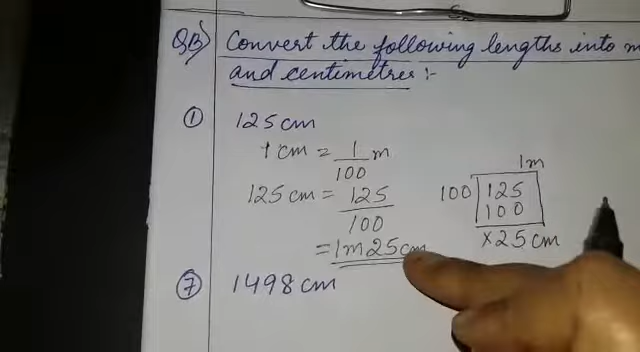 QB) Convert the following lengths into m
and centimetres :-
① 125 cm
1 cm = 1/100 m
125 cm = 125/100
= 1m 25cm
1m
100 125
100
x 25 cm
⑦ 1498 cm